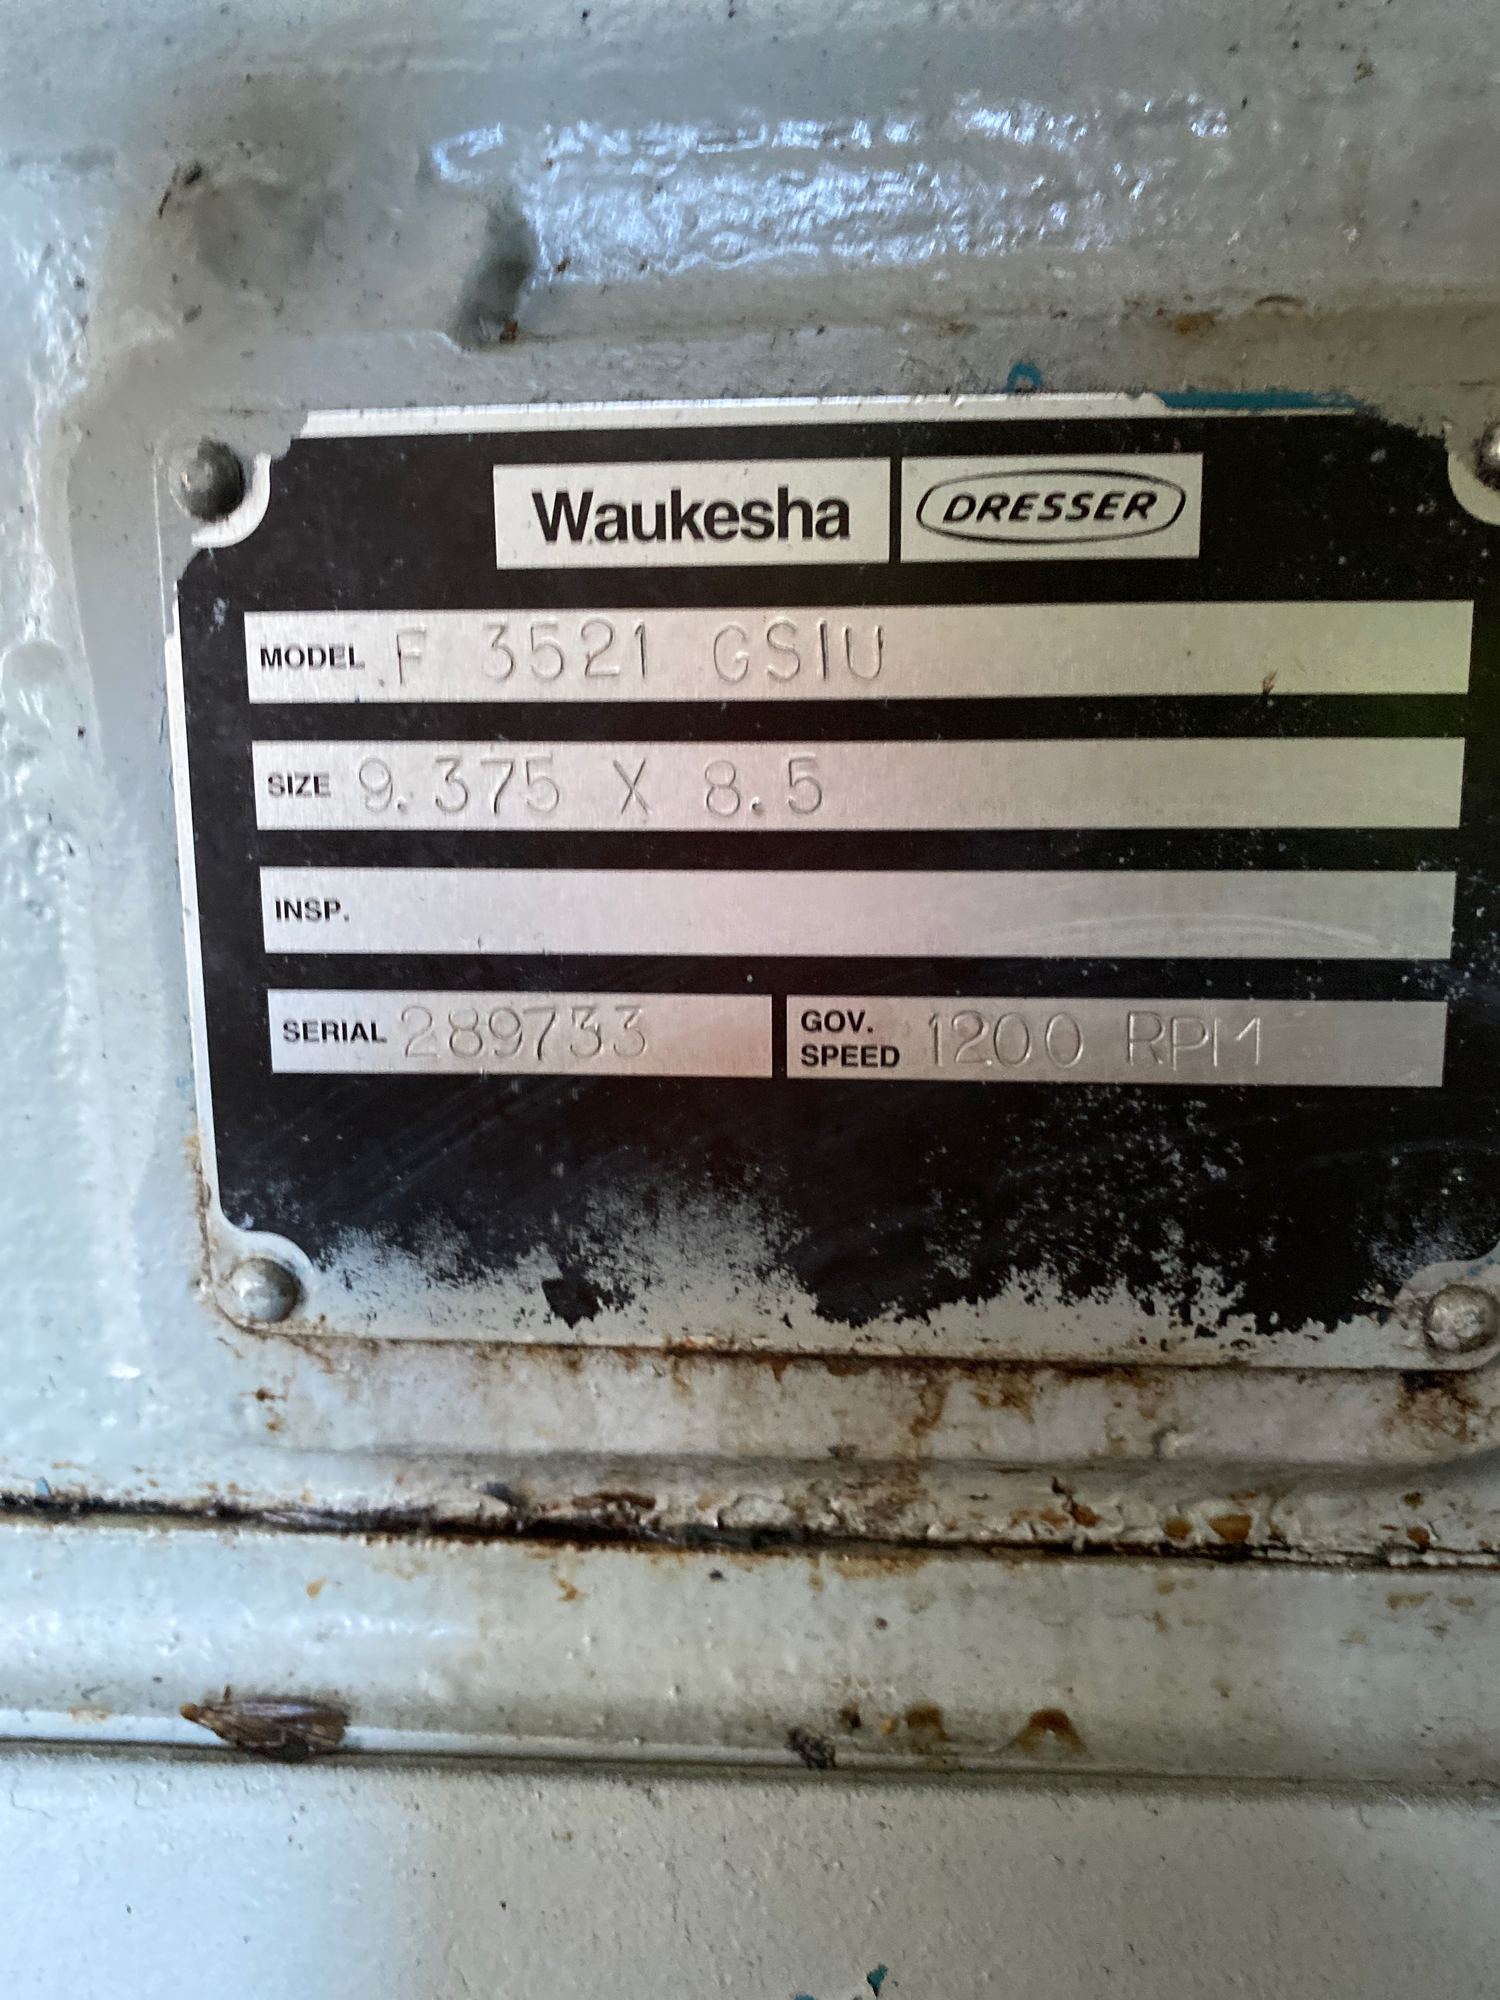 Waukesha DRESSER
MODEL F 3521 GSIU
SIZE 9.375 X 8.5
INSP.
SERIAL 289733 GOV. SPEED 1200 RPM